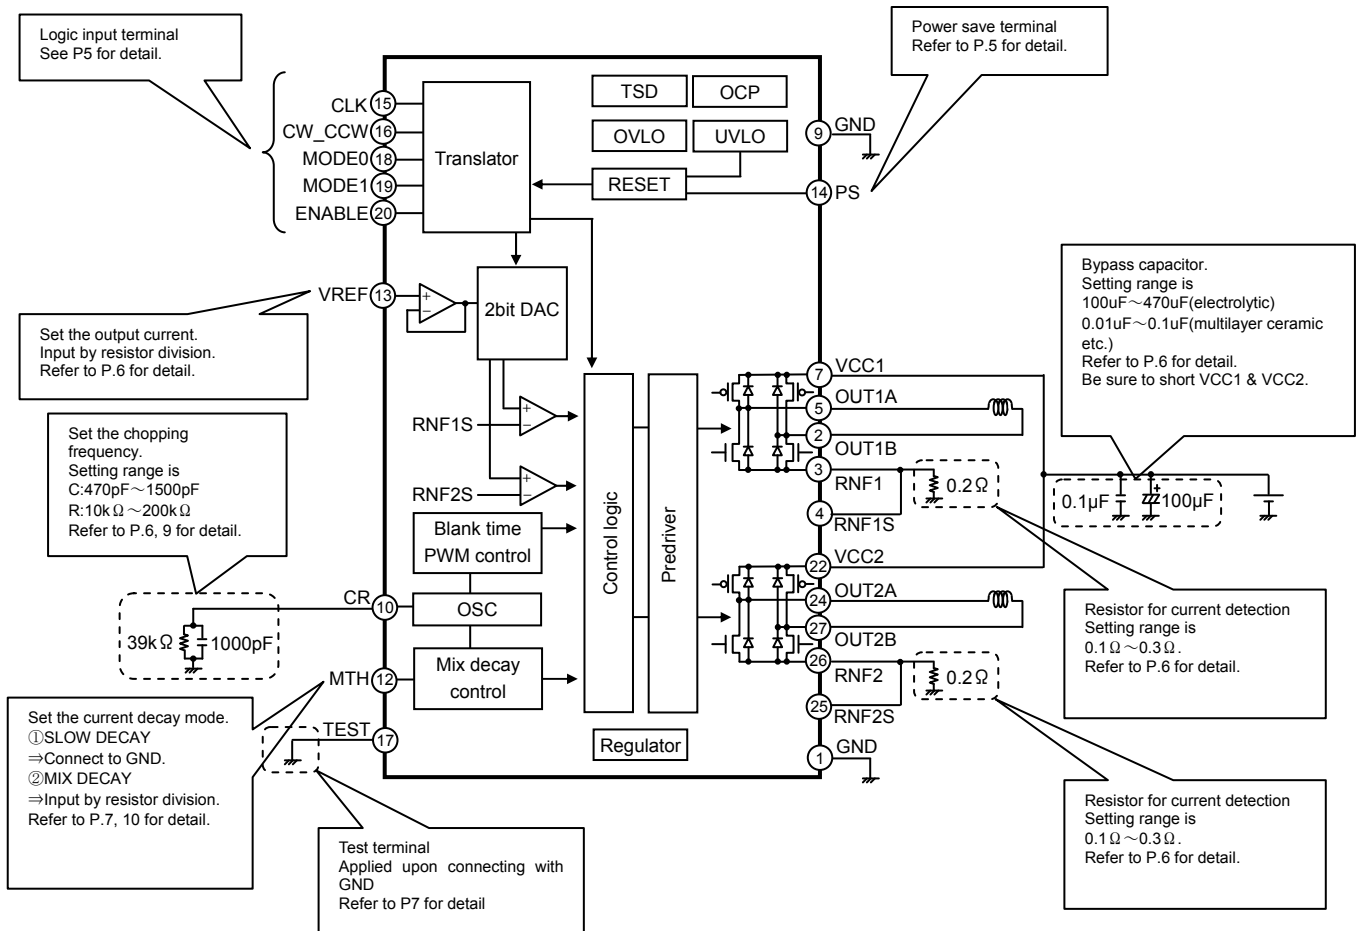 Logic input terminal
See P5 for detail.
Power save terminal
Refer to P.5 for detail.
CLK 15
CW_CCW 16
MODE0 18
MODE1 19
ENABLE 20
Translator
TSD
OCP
OVLO
UVLO
RESET
9 GND
14 PS
VREF 13
+
−
2bit DAC
Set the output current.
Input by resistor division.
Refer to P.6 for detail.
Bypass capacitor.
Setting range is
100uF～470uF(electrolytic)
0.01uF～0.1uF(multilayer ceramic
etc.)
Refer to P.6 for detail.
Be sure to short VCC1 & VCC2.
Set the chopping
frequency.
Setting range is
C:470pF～1500pF
R:10kΩ～200kΩ
Refer to P.6, 9 for detail.
RNF1S
+
−
RNF2S
+
−
Blank time
PWM control
OSC
Mix decay
control
Control logic
Predriver
Regulator
7 VCC1
5 OUT1A
2 OUT1B
3 RNF1
4 RNF1S
0.2Ω
0.1µF
+
100µF
22 VCC2
24 OUT2A
27 OUT2B
26 RNF2
25 RNF2S
0.2Ω
1 GND
CR 10
39kΩ
1000pF
MTH 12
TEST 17
Set the current decay mode.
①SLOW DECAY
⇒Connect to GND.
②MIX DECAY
⇒Input by resistor division.
Refer to P.7, 10 for detail.
Test terminal
Applied upon connecting with
GND
Refer to P7 for detail
Resistor for current detection
Setting range is
0.1Ω～0.3Ω.
Refer to P.6 for detail.
Resistor for current detection
Setting range is
0.1Ω～0.3Ω.
Refer to P.6 for detail.